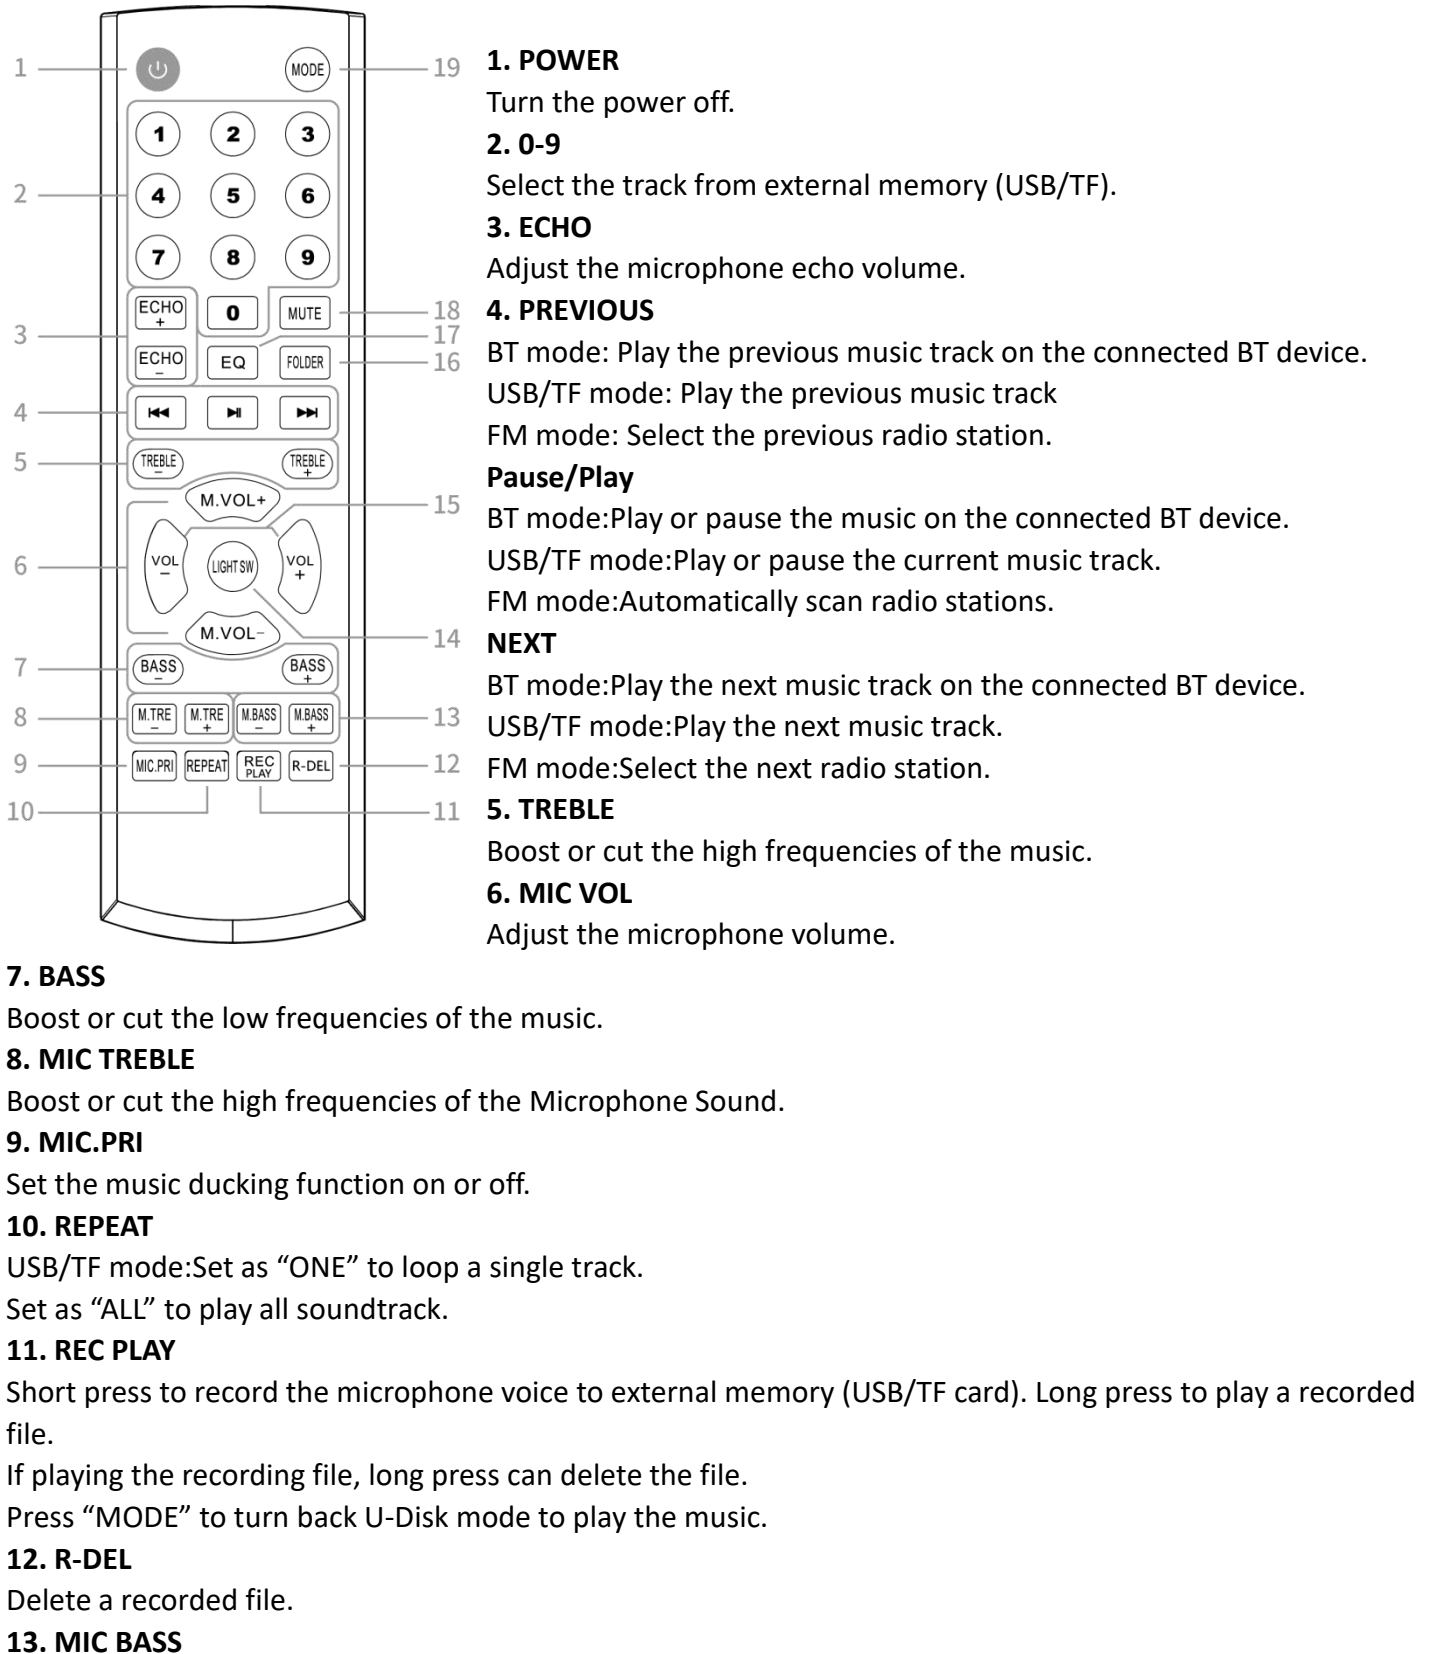 1
MODE
19
1
2
3
2
4
5
6
7
8
9
ECHO
+
0
MUTE
18
3
17
ECHO
–
EQ
FOLDER
16
4
5
TREBLE
–
TREBLE
+
M.VOL+
15
6
VOL
–
LIGHT SW
VOL
+
M.VOL–
14
7
BASS
–
BASS
+
8
M.TRE
–
M.TRE
+
M.BASS
–
M.BASS
+
13
9
MIC.PRI
REPEAT
REC
PLAY
R-DEL
12
10
11
1. POWER
Turn the power off.
2. 0-9
Select the track from external memory (USB/TF).
3. ECHO
Adjust the microphone echo volume.
4. PREVIOUS
BT mode: Play the previous music track on the connected BT device.
USB/TF mode: Play the previous music track
FM mode: Select the previous radio station.
Pause/Play
BT mode:Play or pause the music on the connected BT device.
USB/TF mode:Play or pause the current music track.
FM mode:Automatically scan radio stations.
NEXT
BT mode:Play the next music track on the connected BT device.
USB/TF mode:Play the next music track.
FM mode:Select the next radio station.
5. TREBLE
Boost or cut the high frequencies of the music.
6. MIC VOL
Adjust the microphone volume.
7. BASS
Boost or cut the low frequencies of the music.
8. MIC TREBLE
Boost or cut the high frequencies of the Microphone Sound.
9. MIC.PRI
Set the music ducking function on or off.
10. REPEAT
USB/TF mode:Set as “ONE” to loop a single track.
Set as “ALL” to play all soundtrack.
11. REC PLAY
Short press to record the microphone voice to external memory (USB/TF card). Long press to play a recorded
file.
If playing the recording file, long press can delete the file.
Press “MODE” to turn back U-Disk mode to play the music.
12. R-DEL
Delete a recorded file.
13. MIC BASS